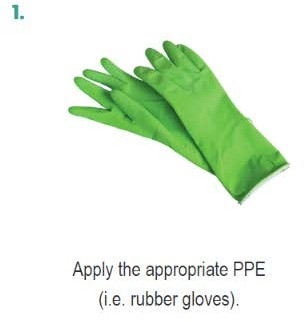 1.
Apply the appropriate PPE
(i.e. rubber gloves).